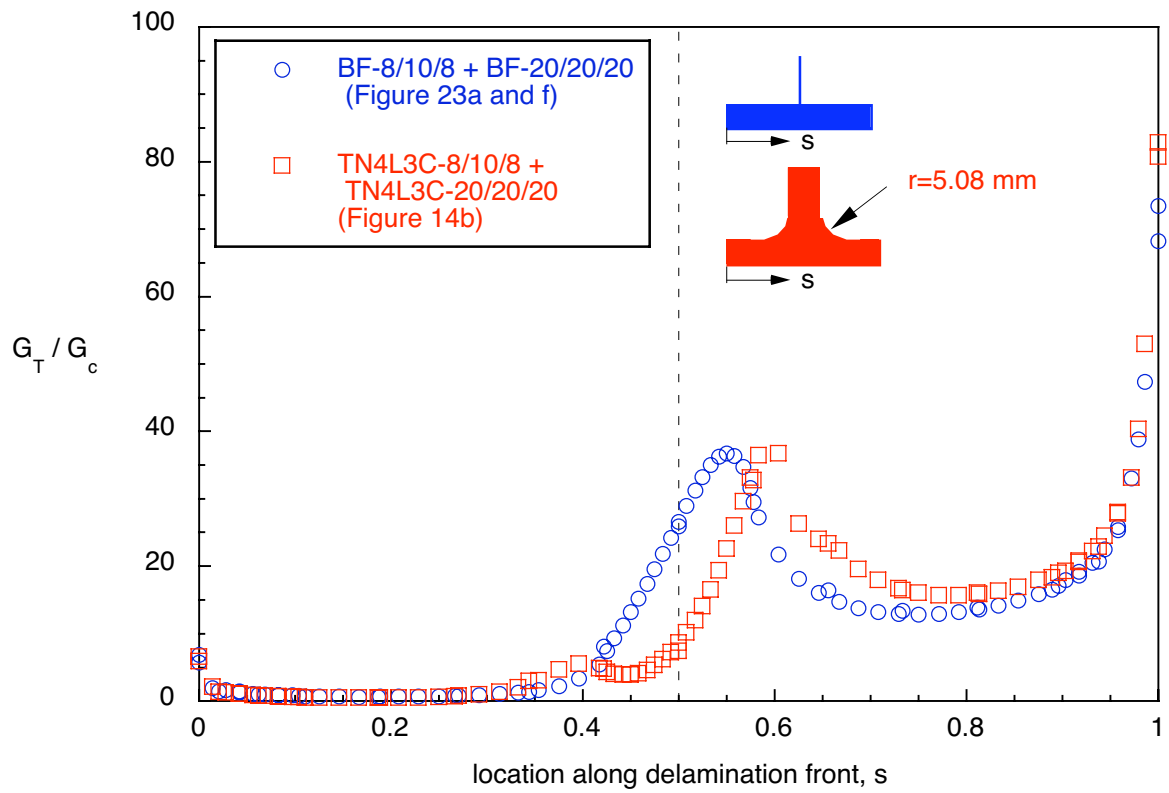 100
80
60
40
20
0
G_T / G_c
BF-8/10/8 + BF-20/20/20
(Figure 23a and f)
TN4L3C-8/10/8 +
TN4L3C-20/20/20
(Figure 14b)
s
r=5.08 mm
s
0
0.2
0.4
0.6
0.8
1
location along delamination front, s